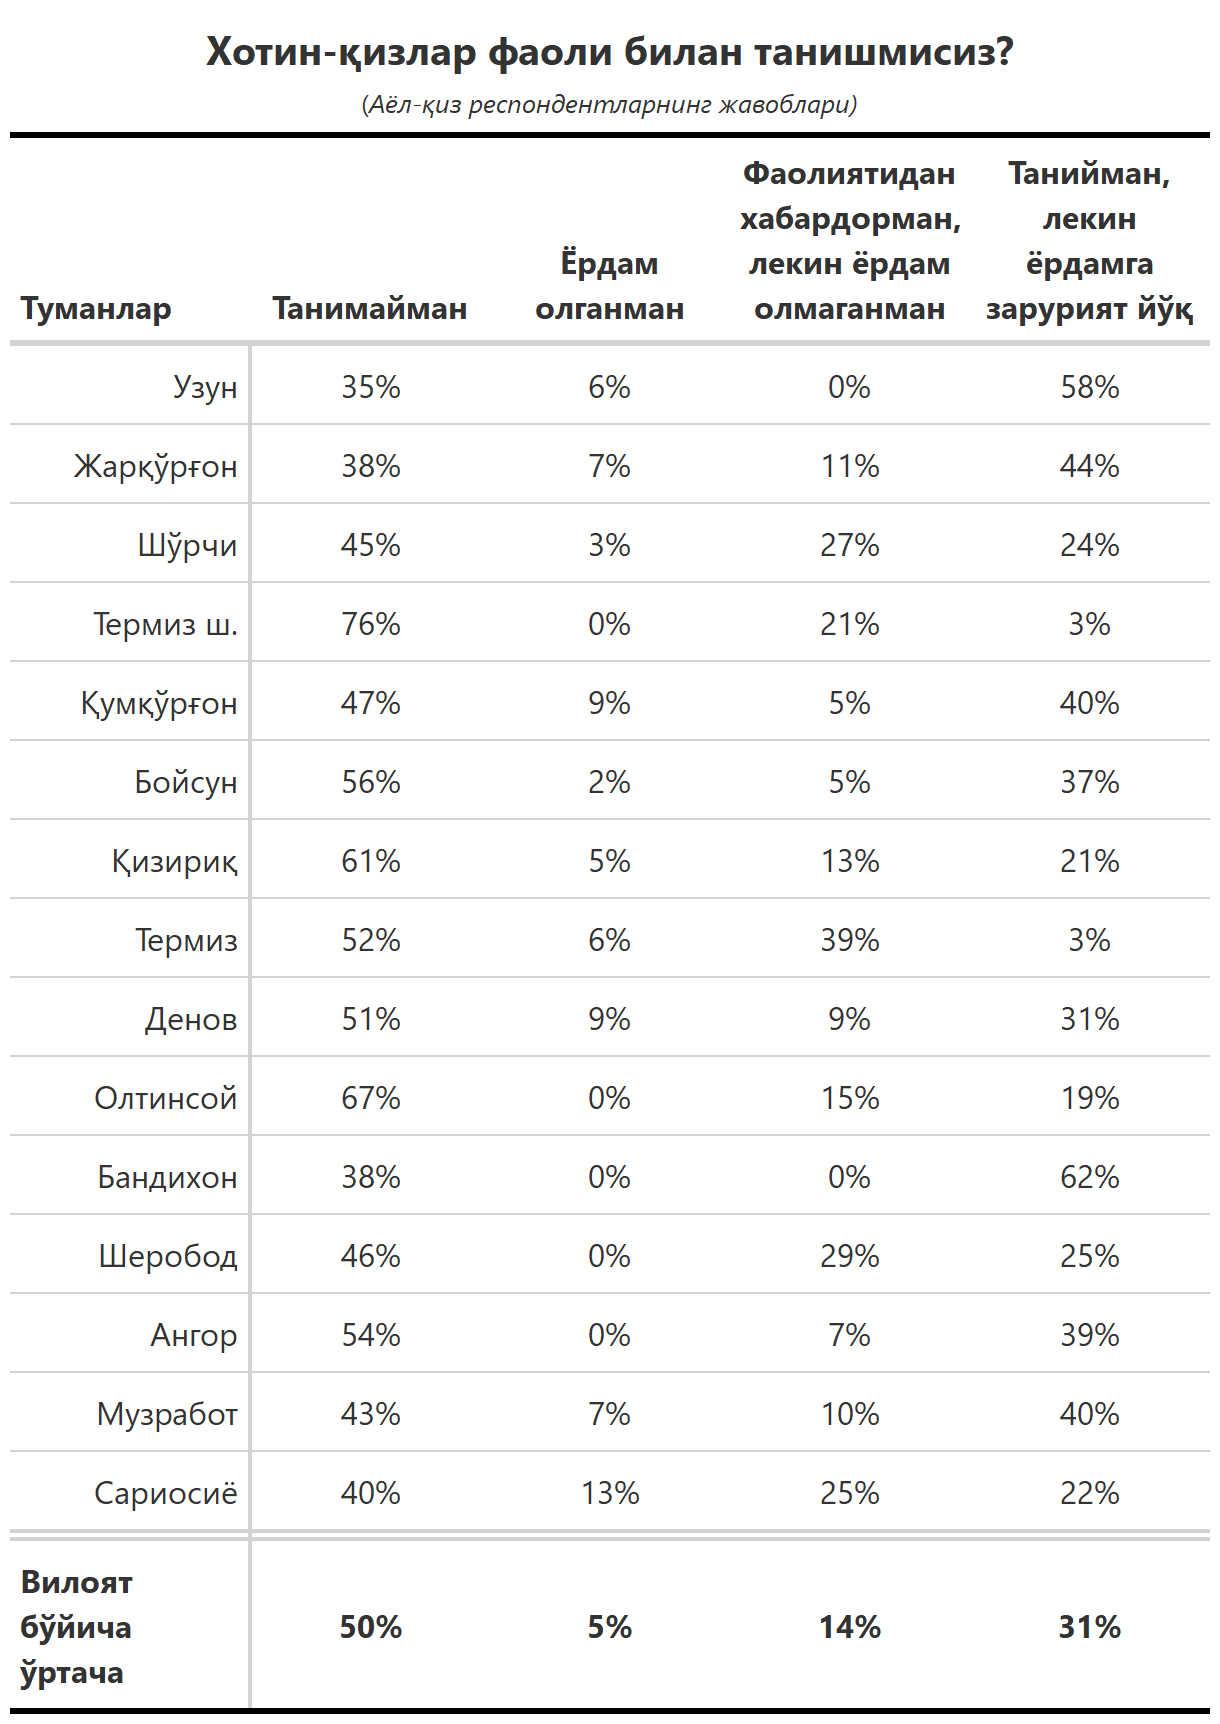 Хотин-қизлар фаоли билан танишмисиз?
(Аёл-қиз респондентларнинг жавоблари)
Туманлар Танимайман Ёрдам олганман Фаолиятидан хабардорман, лекин ёрдам олмаганман Танийман, лекин ёрдамга зарурият йўқ
Узун 35% 6% 0% 58%
Жарқўрғон 38% 7% 11% 44%
Шўрчи 45% 3% 27% 24%
Термиз ш. 76% 0% 21% 3%
Қумқўрғон 47% 9% 5% 40%
Бойсун 56% 2% 5% 37%
Қизириқ 61% 5% 13% 21%
Термиз 52% 6% 39% 3%
Денов 51% 9% 9% 31%
Олтинсой 67% 0% 15% 19%
Бандихон 38% 0% 0% 62%
Шеробод 46% 0% 29% 25%
Ангор 54% 0% 7% 39%
Музработ 43% 7% 10% 40%
Сариосиё 40% 13% 25% 22%
Вилоят бўйича ўртача 50% 5% 14% 31%